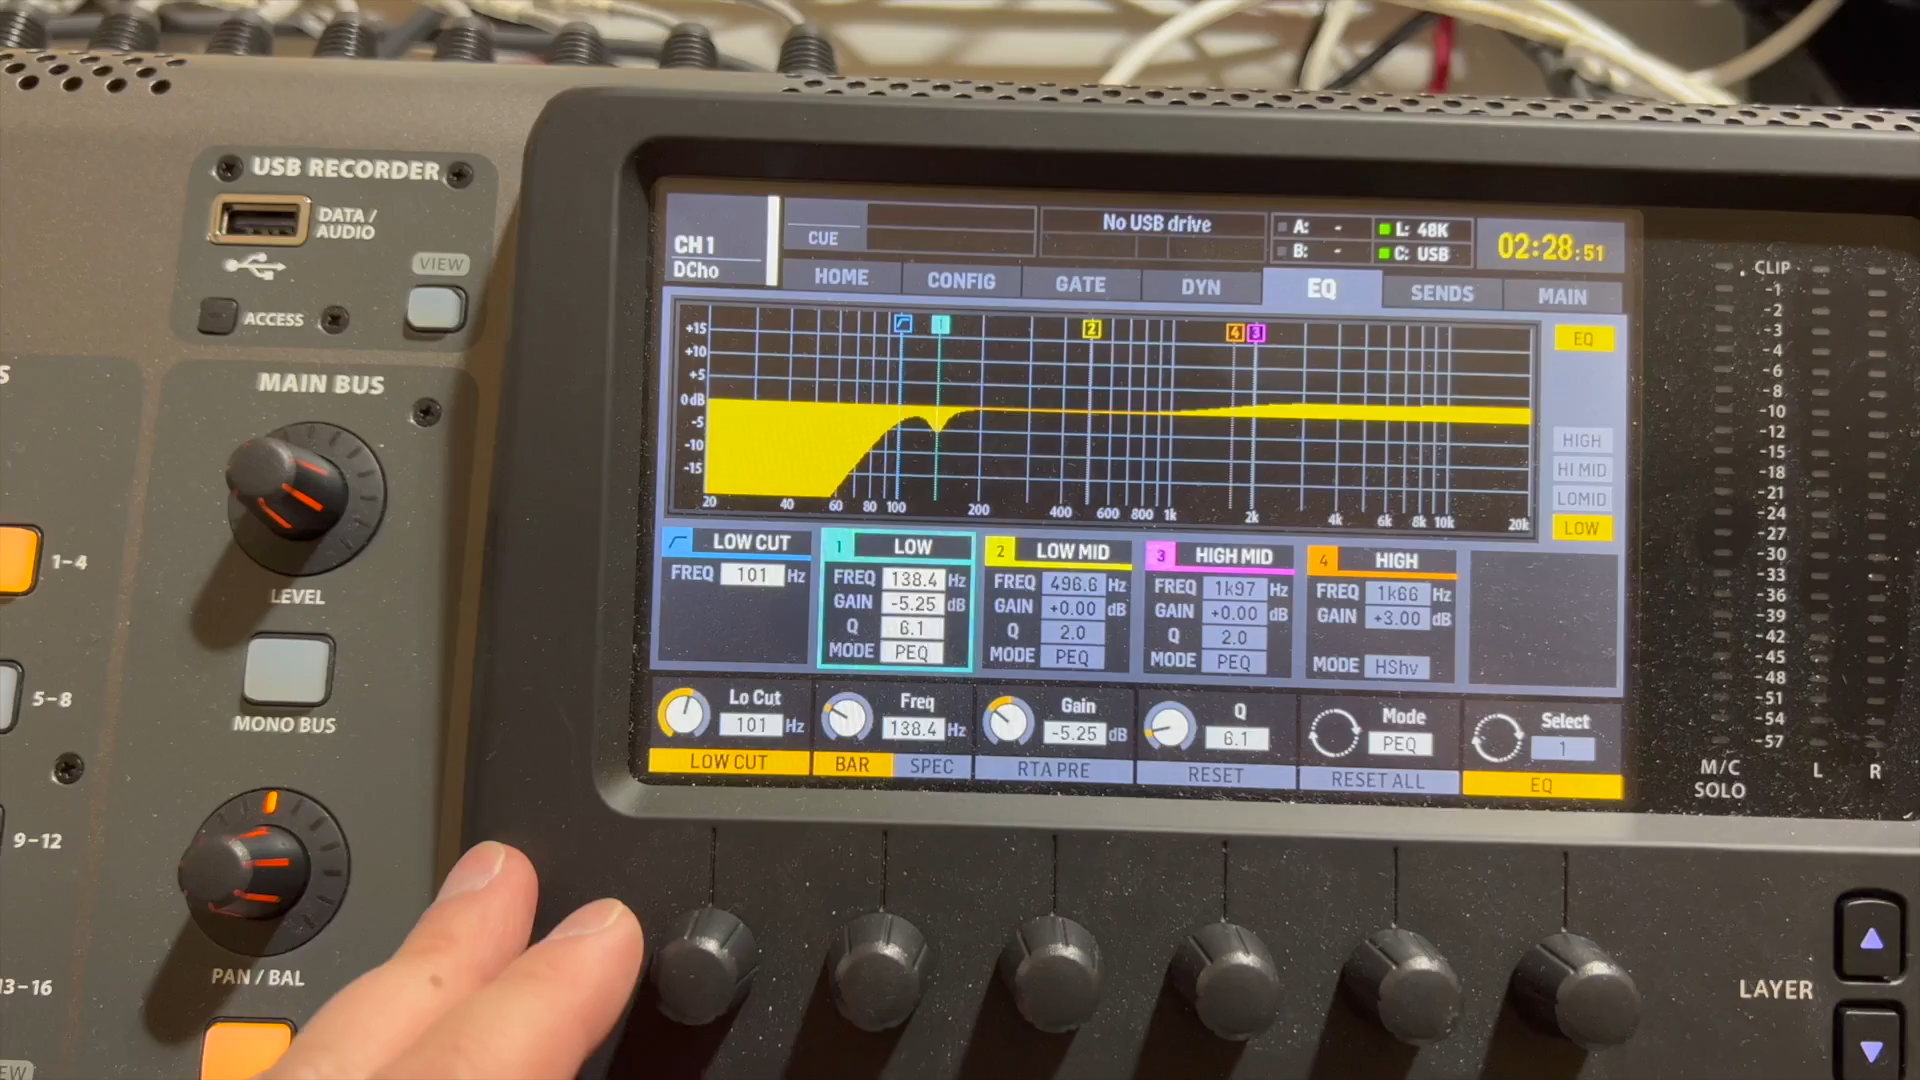 USB RECORDER
DATA /
AUDIO
VIEW
ACCESS
S
MAIN BUS
LEVEL
MONO BUS
PAN / BAL
1-4
5-8
9-12
13-16
EW
CH 1
DCho
CUE
No USB drive
A: -
B: -
L: 48K
C: USB
02:28:51
HOME
CONFIG
GATE
DYN
EQ
SENDS
MAIN
+15
+10
+5
0 dB
-5
-10
-15
1
2
4
3
20 40 60 80 100 200 400 600 800 1k 2k 4k 6k 8k 10k 20k
EQ
HIGH
HI MID
LOMID
LOW
LOW CUT
FREQ 101 Hz
1 LOW
FREQ 138.4 Hz
GAIN -5.25 dB
Q 6.1
MODE PEQ
2 LOW MID
FREQ 496.6 Hz
GAIN +0.00 dB
Q 2.0
MODE PEQ
3 HIGH MID
FREQ 1k97 Hz
GAIN +0.00 dB
Q 2.0
MODE PEQ
4 HIGH
FREQ 1k66 Hz
GAIN +3.00 dB
MODE HShv
Lo Cut
101 Hz
LOW CUT
Freq
138.4 Hz
BAR SPEC
Gain
-5.25 dB
RTA PRE
Q
6.1
RESET
Mode
PEQ
RESET ALL
Select
1
EQ
CLIP
-1
-2
-3
-4
-6
-8
-10
-12
-15
-18
-21
-24
-27
-30
-33
-36
-39
-42
-45
-48
-51
-54
-57
M/C
SOLO
L
R
LAYER